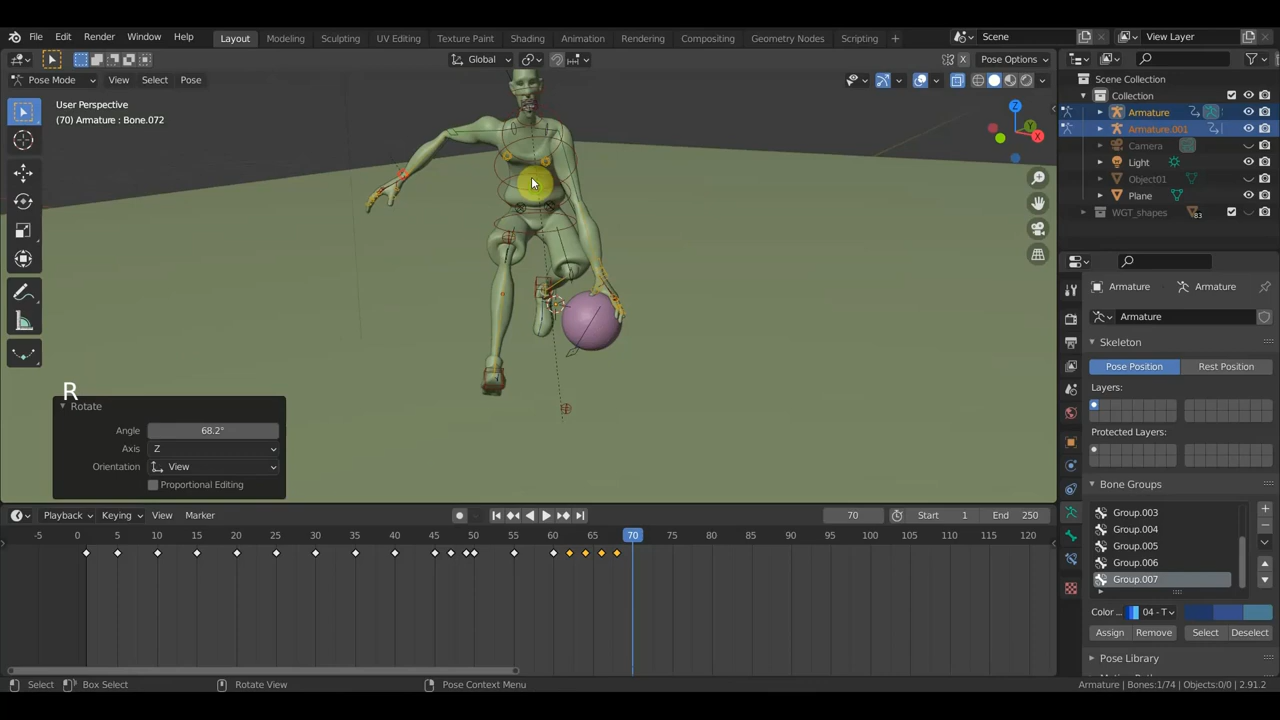 File Edit Render Window Help Layout Modeling Sculpting UV Editing Texture Paint Shading Animation Rendering Compositing Geometry Nodes Scripting + Scene View Layer
Global Pose Options
Pose Mode View Select Pose
User Perspective
(70) Armature : Bone.072
Z
Y
X
R
Rotate
Angle 68.2°
Axis Z
Orientation View
Proportional Editing
Scene Collection
Collection
Armature
Armature.001
Camera
Light
Object01
Plane
WGT_shapes 83
Armature Armature
Armature
Skeleton
Pose Position Rest Position
Layers:
Protected Layers:
Bone Groups
Group.003
Group.004
Group.005
Group.006
Group.007
Color ... 04 - T
Assign Remove Select Deselect
Pose Library
Playback Keying View Marker 70 Start 1 End 250
-5 0 5 10 15 20 25 30 35 40 45 50 55 60 65 70 75 80 85 90 95 100 105 110 115 120
Select Box Select Rotate View Pose Context Menu Armature | Bones:1/74 | Objects:0/0 | 2.91.2